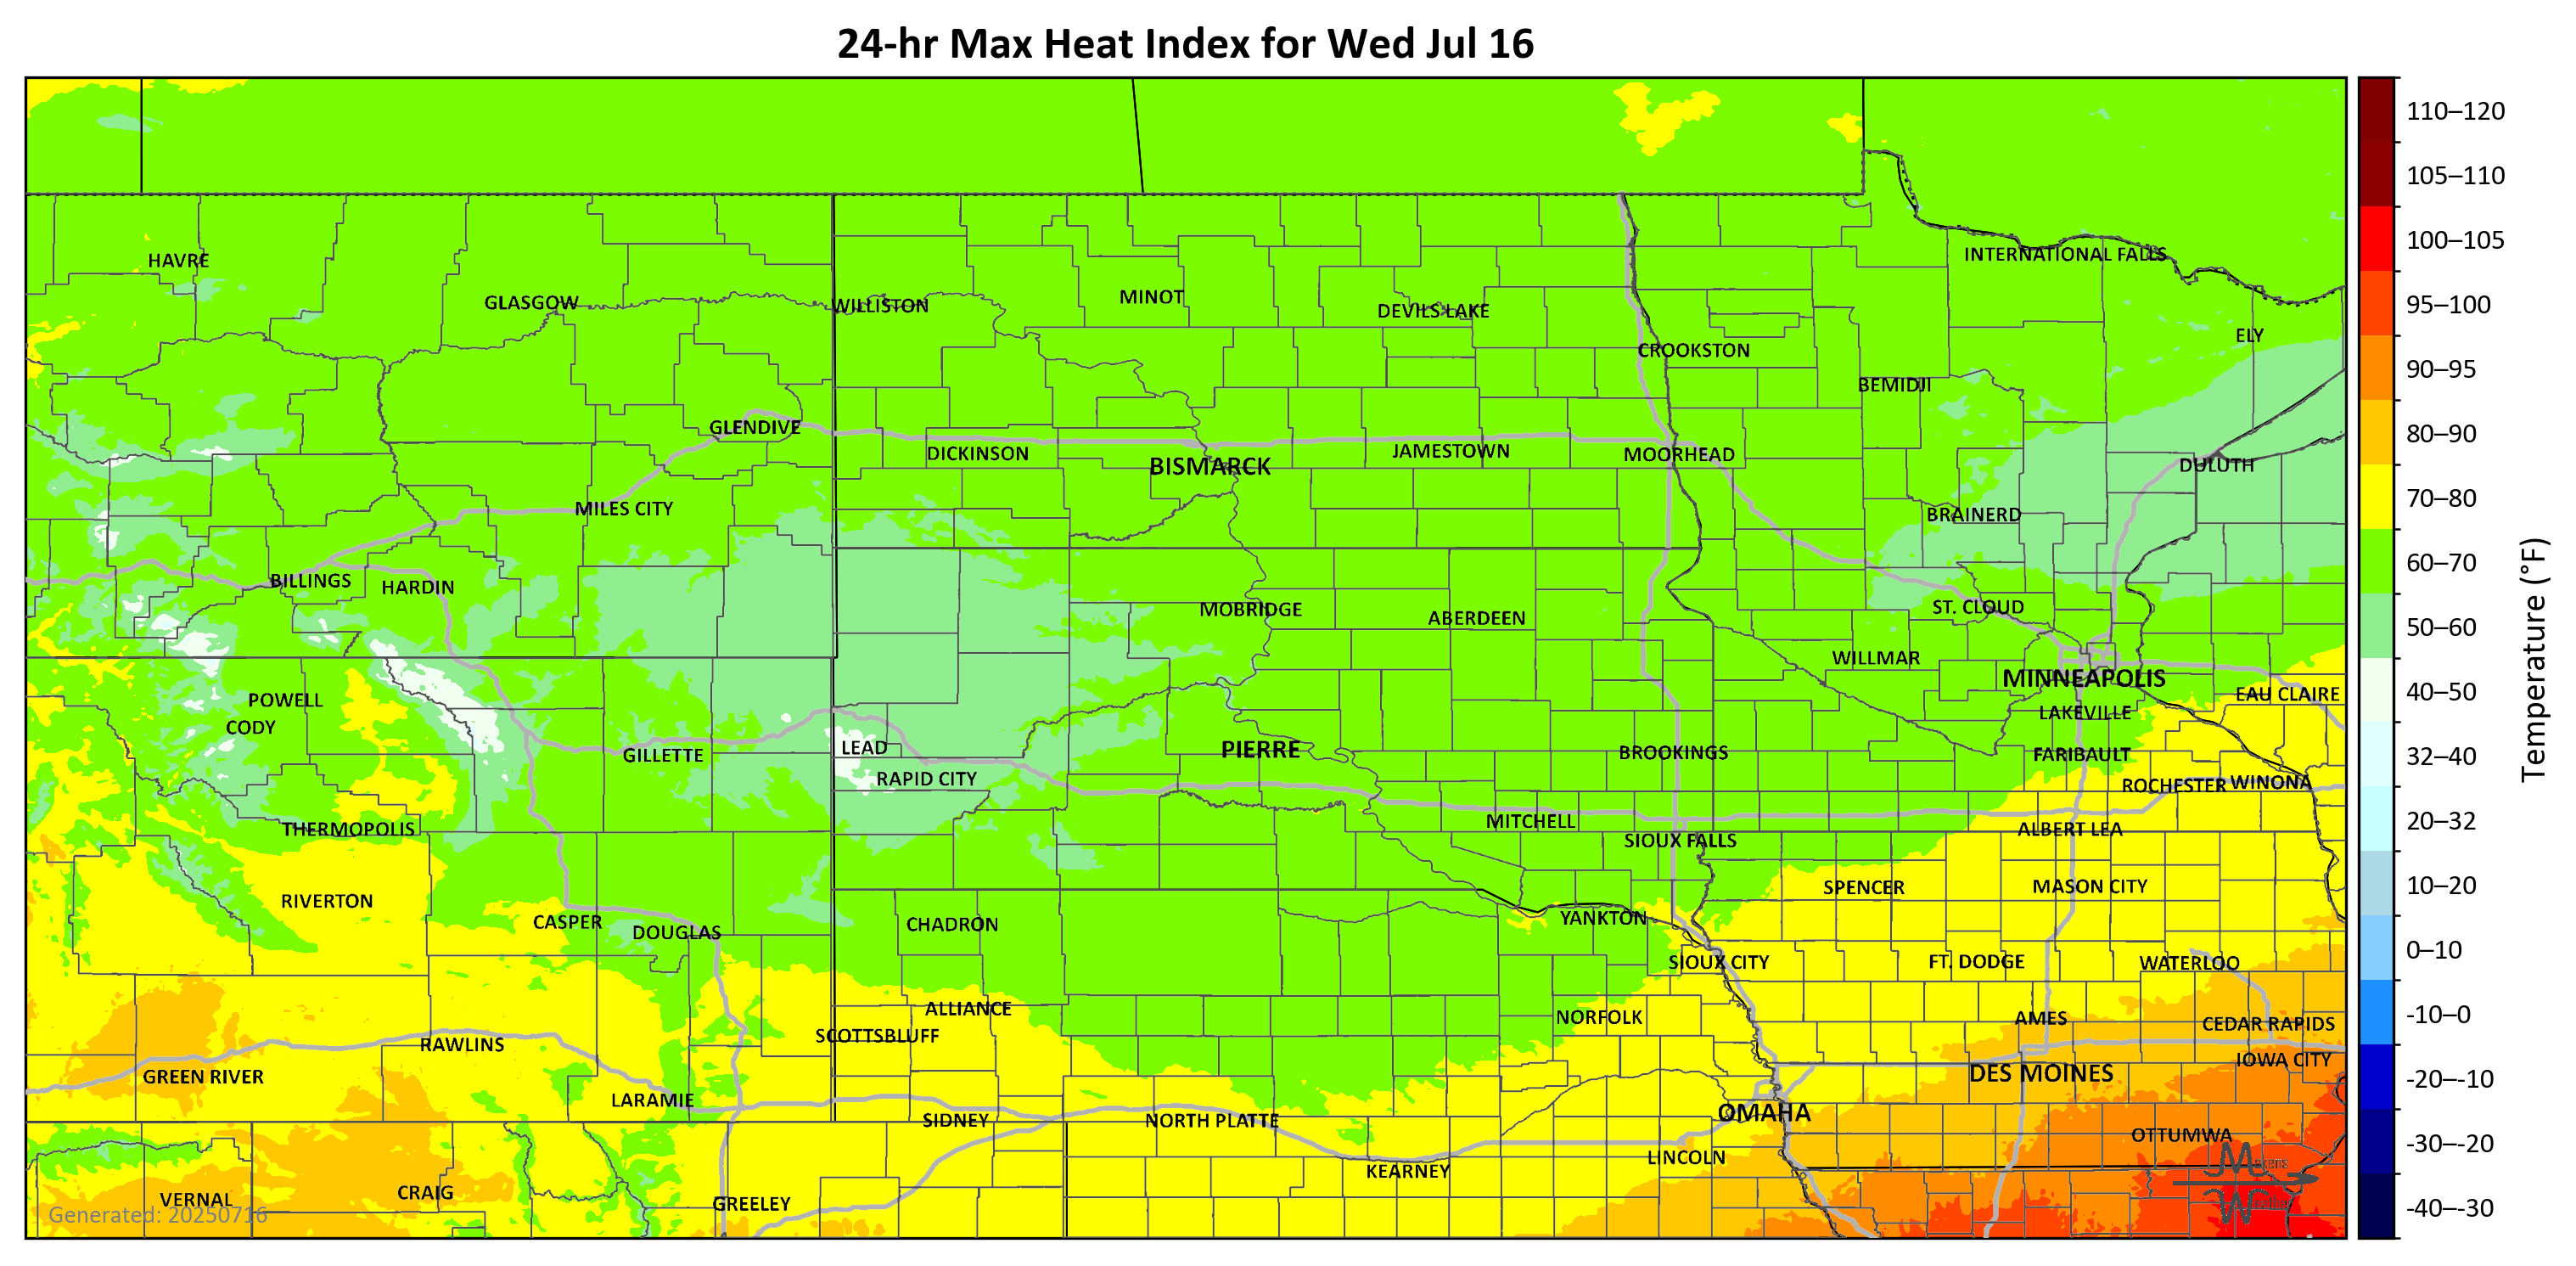 24-hr Max Heat Index for Wed Jul 16
HAVRE
GLASGOW
WILLISTON
MINOT
DEVILS LAKE
INTERNATIONAL FALLS
ELY
CROOKSTON
BEMIDJI
GLENDIVE
DICKINSON
BISMARCK
JAMESTOWN
MOORHEAD
DULUTH
MILES CITY
BRAINERD
BILLINGS
HARDIN
MOBRIDGE
ABERDEEN
ST. CLOUD
WILLMAR
MINNEAPOLIS
POWELL
CODY
EAU CLAIRE
LAKEVILLE
GILLETTE
LEAD
RAPID CITY
PIERRE
BROOKINGS
FARIBAULT
ROCHESTER
WINONA
THERMOPOLIS
MITCHELL
SIOUX FALLS
ALBERT LEA
RIVERTON
SPENCER
MASON CITY
CASPER
DOUGLAS
CHADRON
YANKTON
SIOUX CITY
FT. DODGE
WATERLOO
ALLIANCE
SCOTTSBLUFF
NORFOLK
AMES
CEDAR RAPIDS
RAWLINS
GREEN RIVER
IOWA CITY
DES MOINES
LARAMIE
SIDNEY
NORTH PLATTE
OMAHA
OTTUMWA
KEARNEY
LINCOLN
VERNAL
CRAIG
GREELEY
Generated: 20250716
110–120
105–110
100–105
95–100
90–95
80–90
70–80
60–70
50–60
40–50
32–40
20–32
10–20
0–10
-10–0
-20–-10
-30–-20
-40–-30
Temperature (°F)